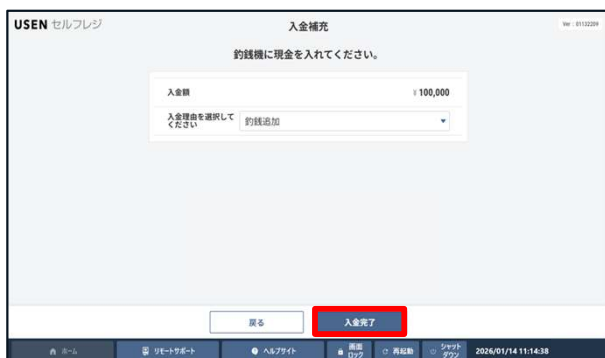 USEN セルフレジ
入金補充
Ver : 01132209
釣銭機に現金を入れてください。
入金額
¥ 100,000
入金理由を選択して
ください
釣銭追加
戻る
入金完了
ホーム
リモートサポート
ヘルプサイト
画面
ロック
再起動
シャット
ダウン
2026/01/14 11:14:38